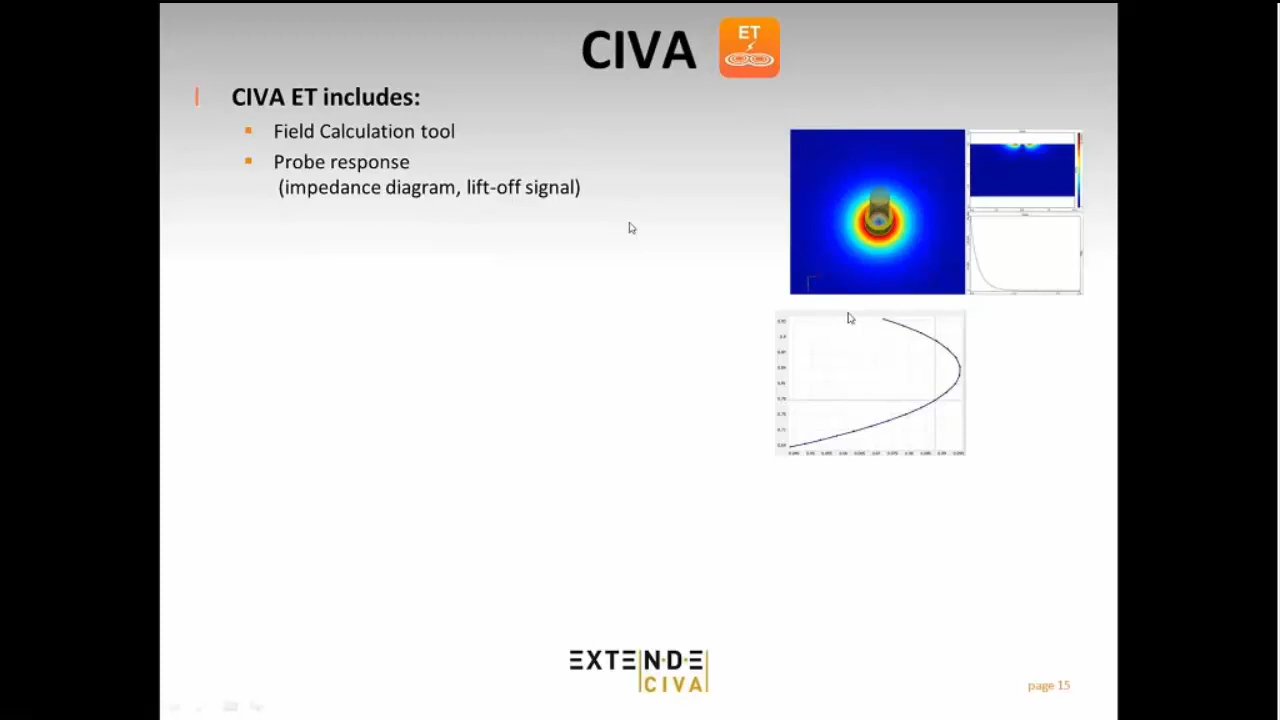 CIVA
ET
CIVA ET includes:
Field Calculation tool
Probe response
(impedance diagram, lift-off signal)
EXTENDE
CIVA
page 15